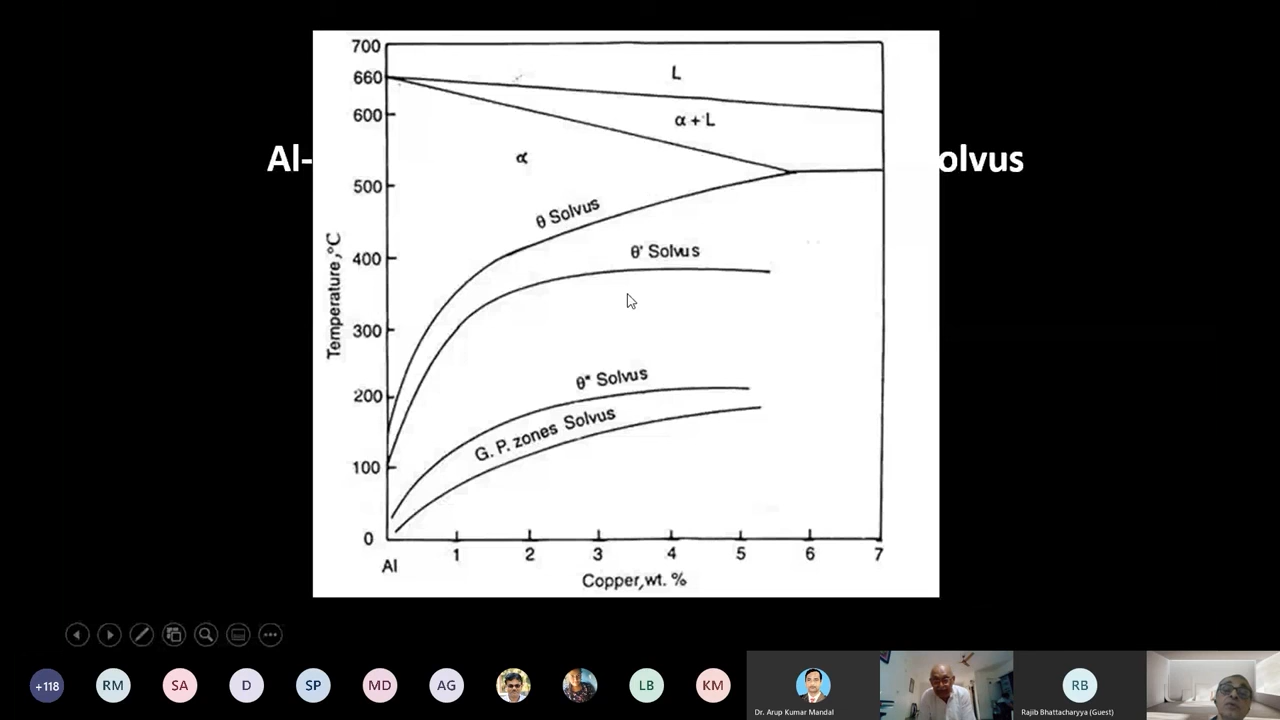 Al-
olvus
700
660
600
500
400
300
200
100
0
Temperature,°C
L
α + L
α
θ Solvus
θ' Solvus
θ" Solvus
G. P. zones Solvus
1 2 3 4 5 6 7
Al
Copper,wt. %
+118
RM
SA
D
SP
MD
AG
LB
KM
RB
Dr. Arup Kumar Mandal
Rajib Bhattacharyya (Guest)